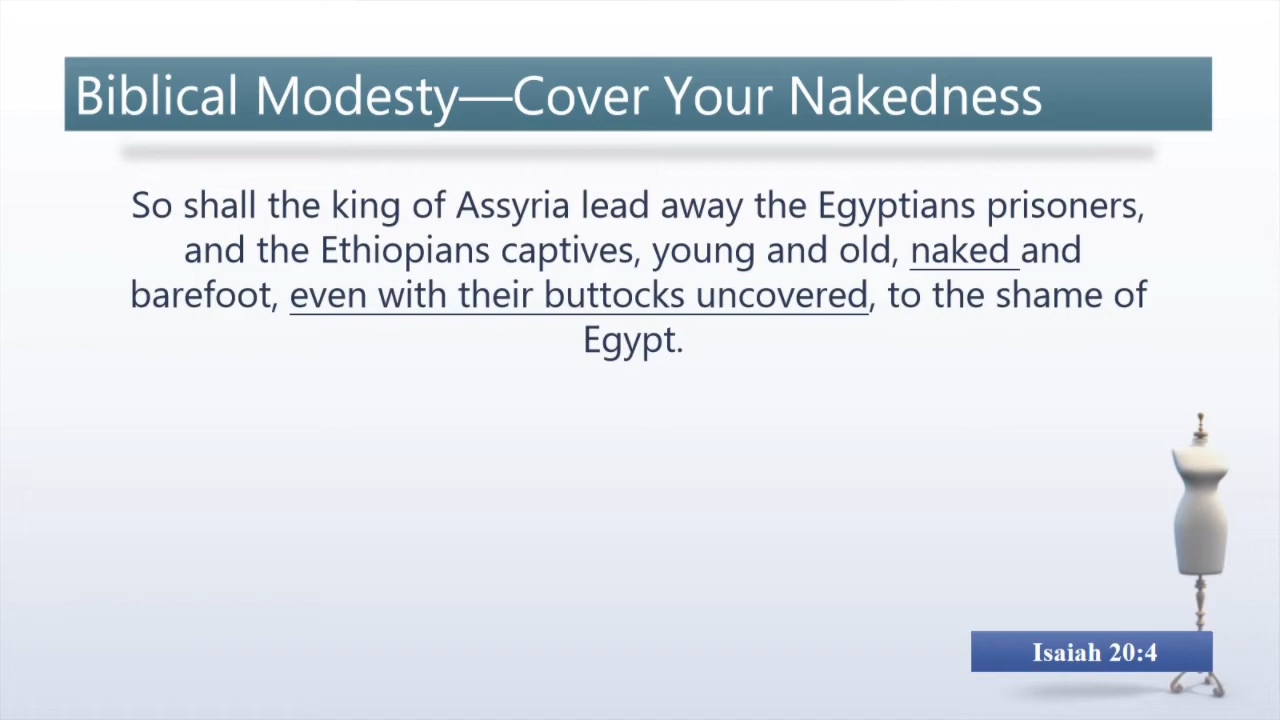 Biblical Modesty—Cover Your Nakedness
So shall the king of Assyria lead away the Egyptians prisoners,
and the Ethiopians captives, young and old, naked and
barefoot, even with their buttocks uncovered, to the shame of
Egypt.
Isaiah 20:4